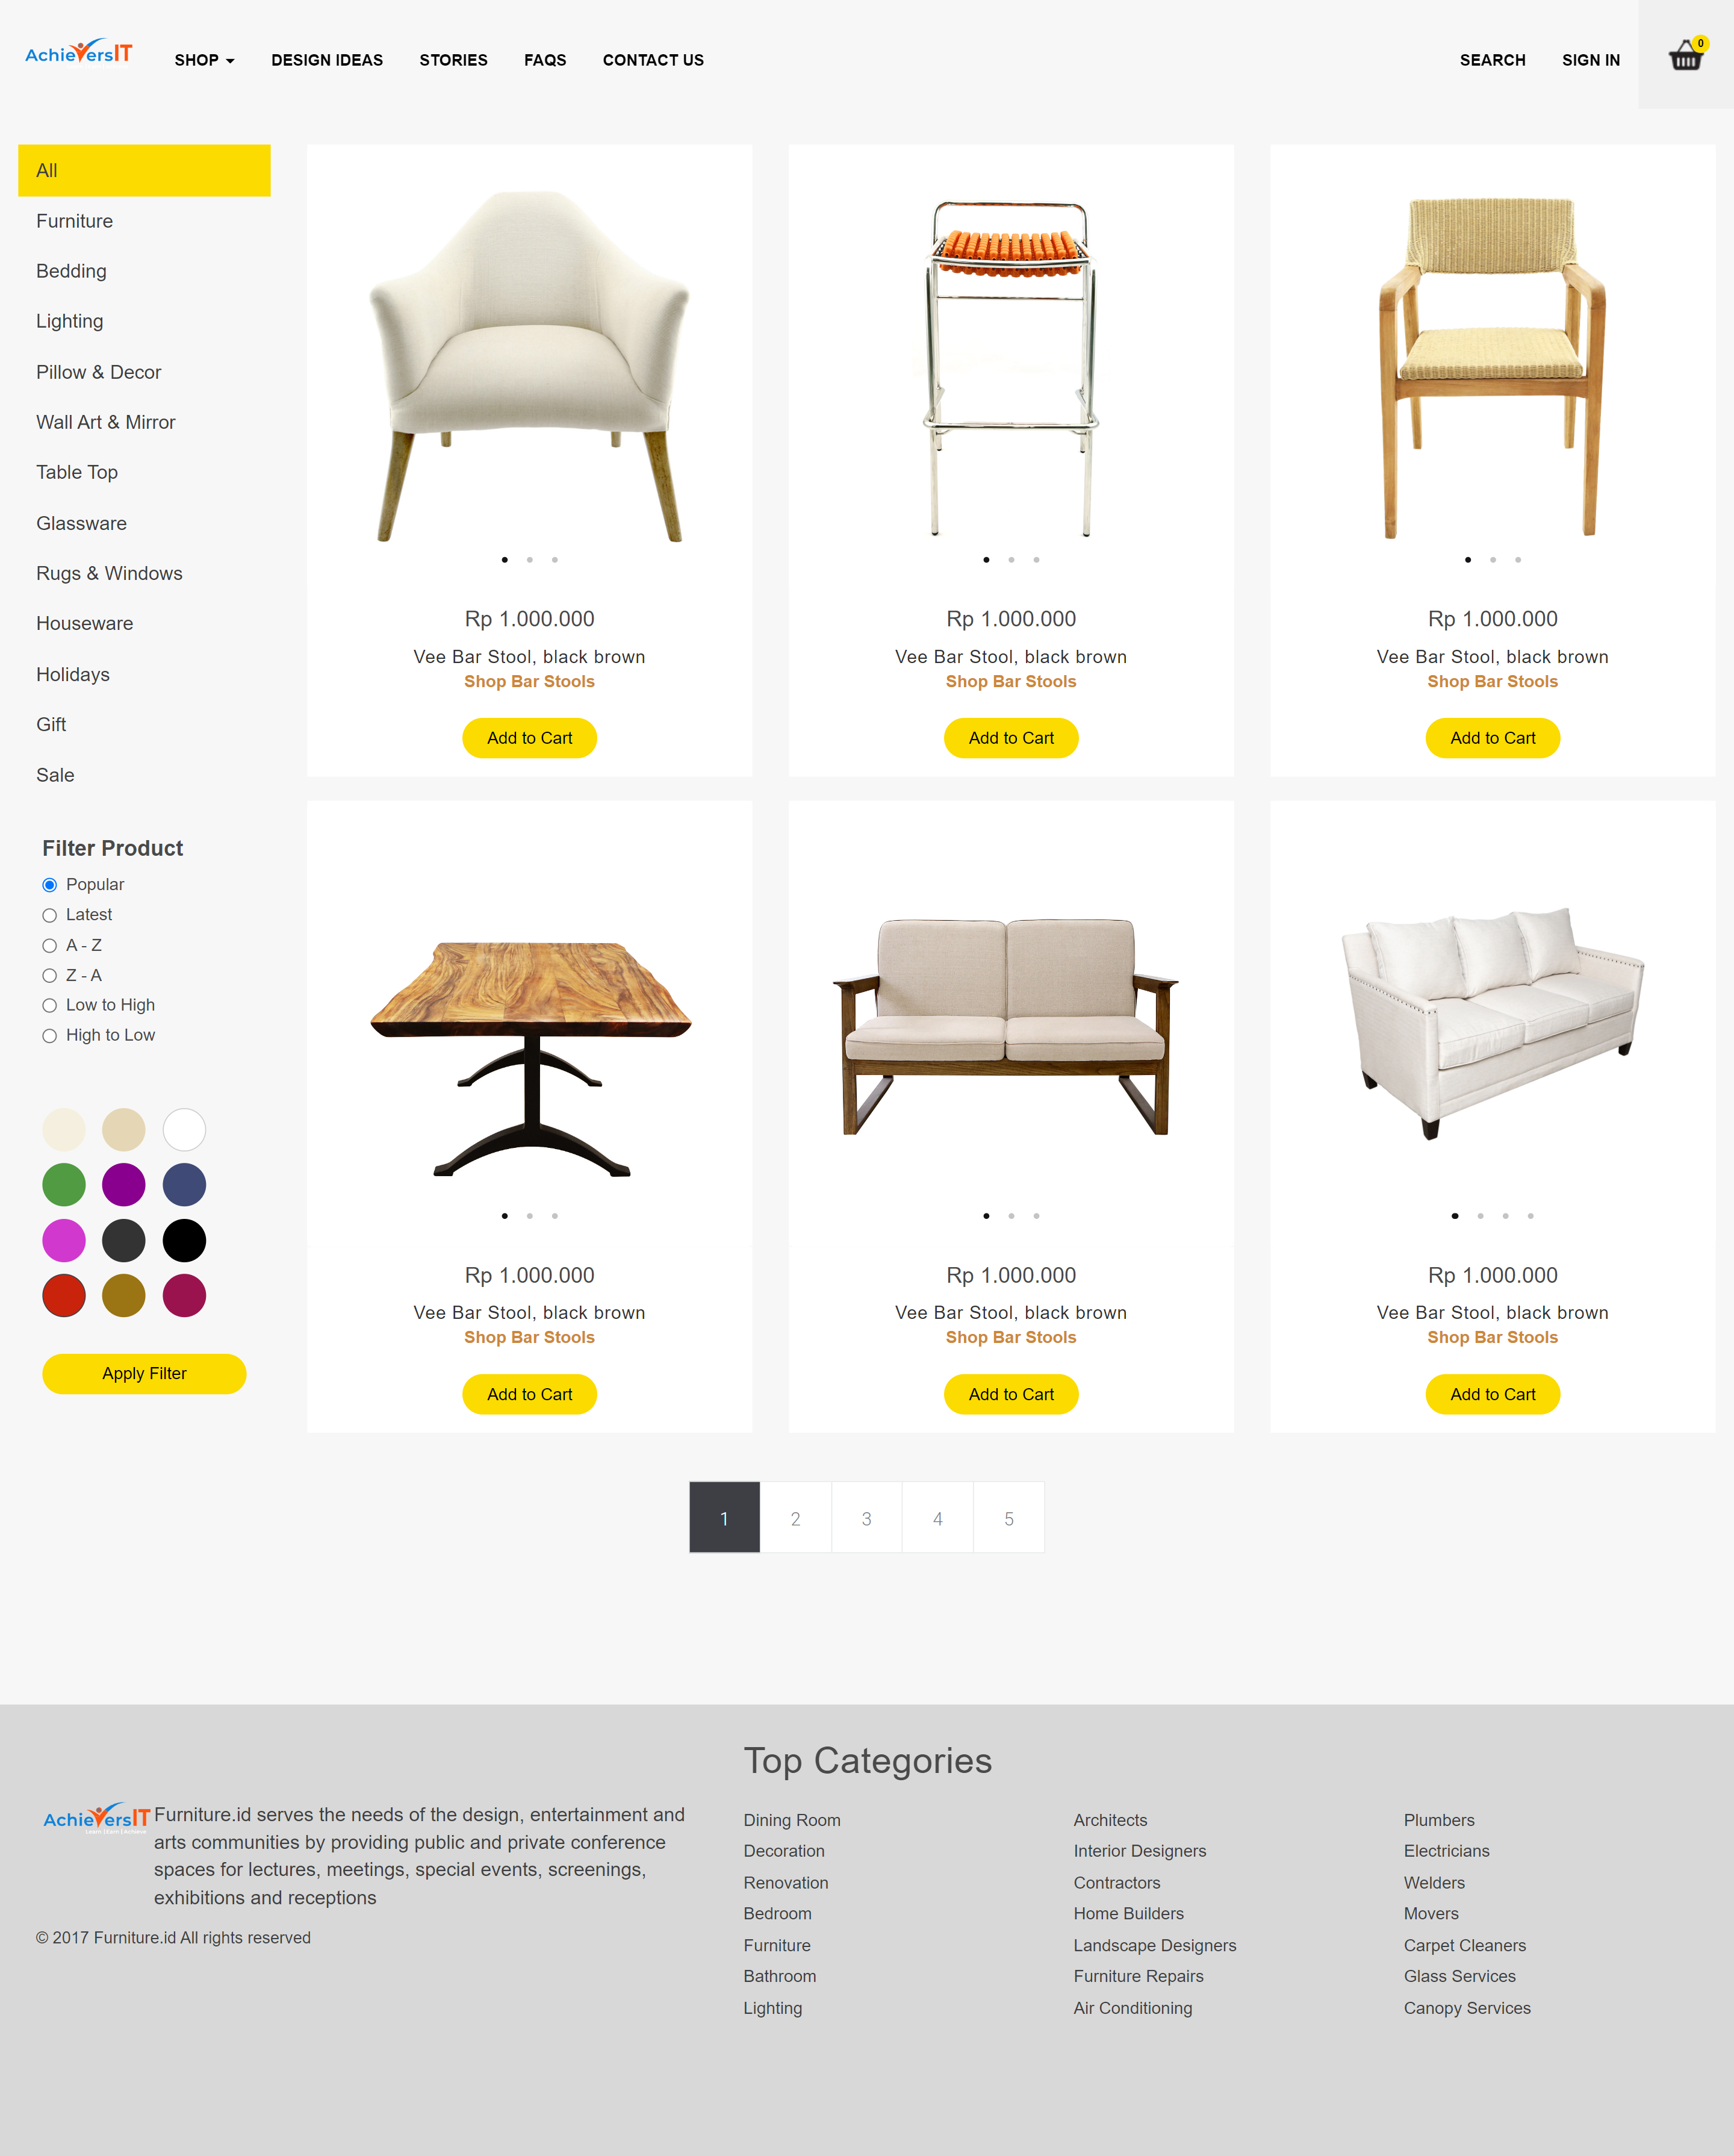 AchieversIT
SHOP
DESIGN IDEAS
STORIES
FAQS
CONTACT US
SEARCH
SIGN IN
0
All
Furniture
Bedding
Lighting
Pillow & Decor
Wall Art & Mirror
Table Top
Glassware
Rugs & Windows
Houseware
Holidays
Gift
Sale
Filter Product
Popular
Latest
A - Z
Z - A
Low to High
High to Low
Apply Filter
Rp 1.000.000
Vee Bar Stool, black brown
Shop Bar Stools
Add to Cart
Rp 1.000.000
Vee Bar Stool, black brown
Shop Bar Stools
Add to Cart
Rp 1.000.000
Vee Bar Stool, black brown
Shop Bar Stools
Add to Cart
Rp 1.000.000
Vee Bar Stool, black brown
Shop Bar Stools
Add to Cart
Rp 1.000.000
Vee Bar Stool, black brown
Shop Bar Stools
Add to Cart
Rp 1.000.000
Vee Bar Stool, black brown
Shop Bar Stools
Add to Cart
1
2
3
4
5
AchieversIT
Furniture.id serves the needs of the design, entertainment and
arts communities by providing public and private conference
spaces for lectures, meetings, special events, screenings,
exhibitions and receptions
© 2017 Furniture.id All rights reserved
Top Categories
Dining Room
Decoration
Renovation
Bedroom
Furniture
Bathroom
Lighting
Architects
Interior Designers
Contractors
Home Builders
Landscape Designers
Furniture Repairs
Air Conditioning
Plumbers
Electricians
Welders
Movers
Carpet Cleaners
Glass Services
Canopy Services